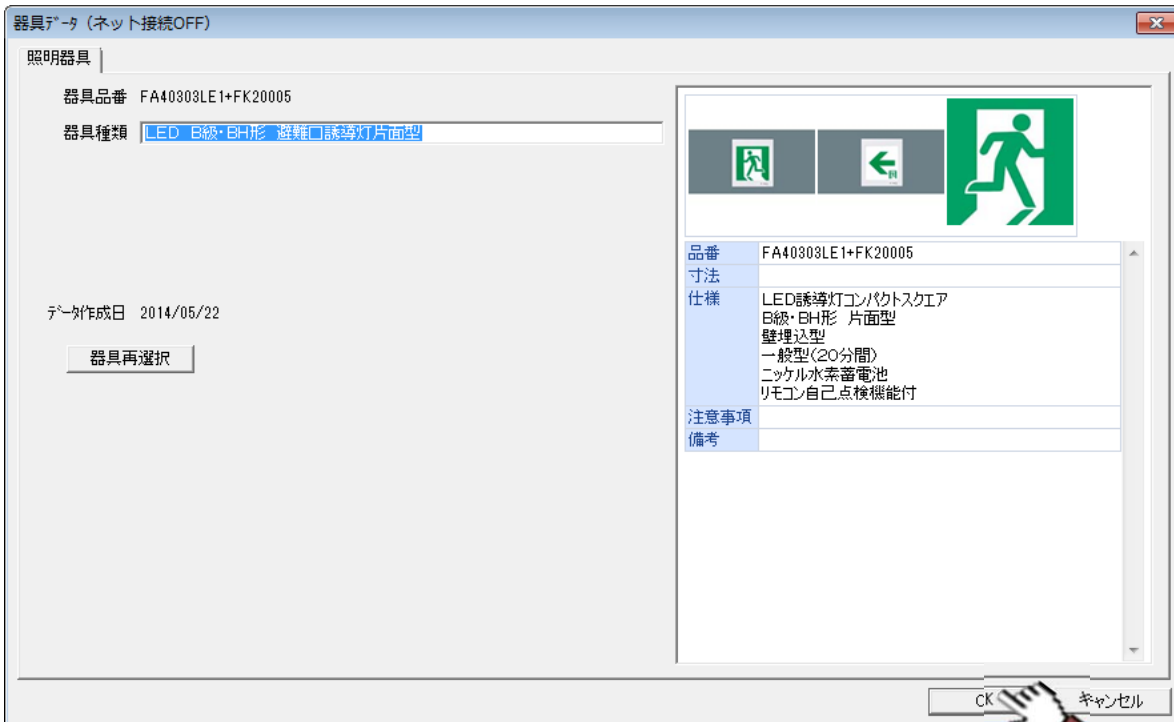 器具ﾃﾞｰﾀ (ネット接続OFF)
照明器具
器具品番 FA40303LE1+FK20005
器具種類 LED B級・BH形 避難口誘導灯片面型
ﾃﾞｰﾀ作成日 2014/05/22
器具再選択
品番 FA40303LE1+FK20005
寸法
仕様 LED誘導灯コンパクトスクエア
B級・BH形 片面型
壁埋込型
一般型(20分間)
ニッケル水素蓄電池
リモコン自己点検機能付
注意事項
備考
OK キャンセル